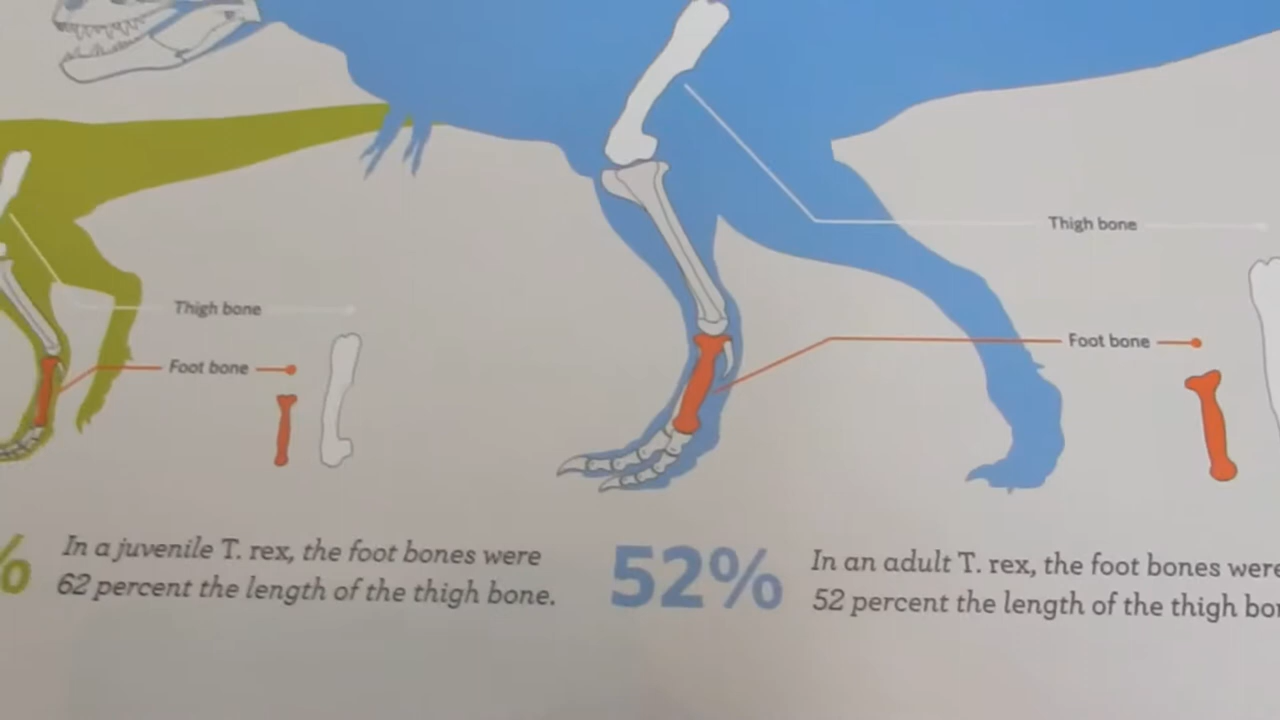 Thigh bone
Foot bone
Thigh bone
Foot bone
%
In a juvenile T. rex, the foot bones were
62 percent the length of the thigh bone.
52%
In an adult T. rex, the foot bones were
52 percent the length of the thigh